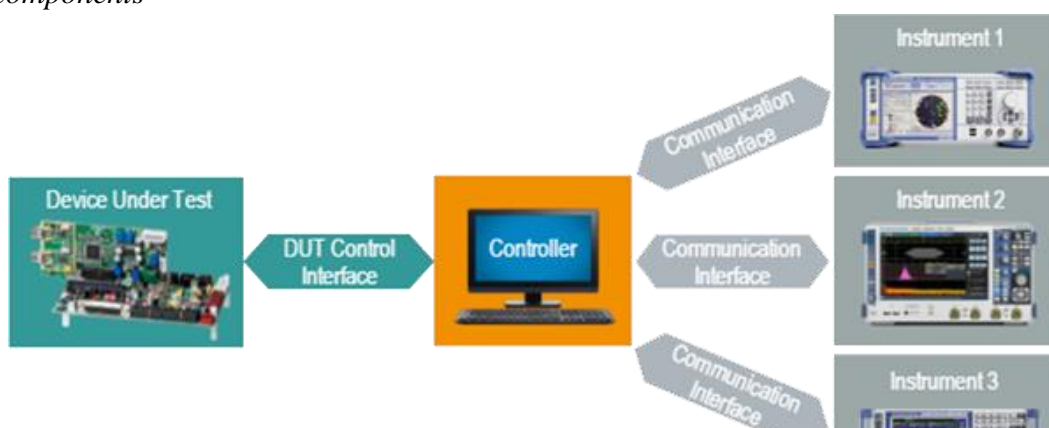 components
Instrument 1
Communication
Interface
Device Under Test
Instrument 2
DUT Control
Interface
Controller
Communication
Interface
Communication
Interface
Instrument 3